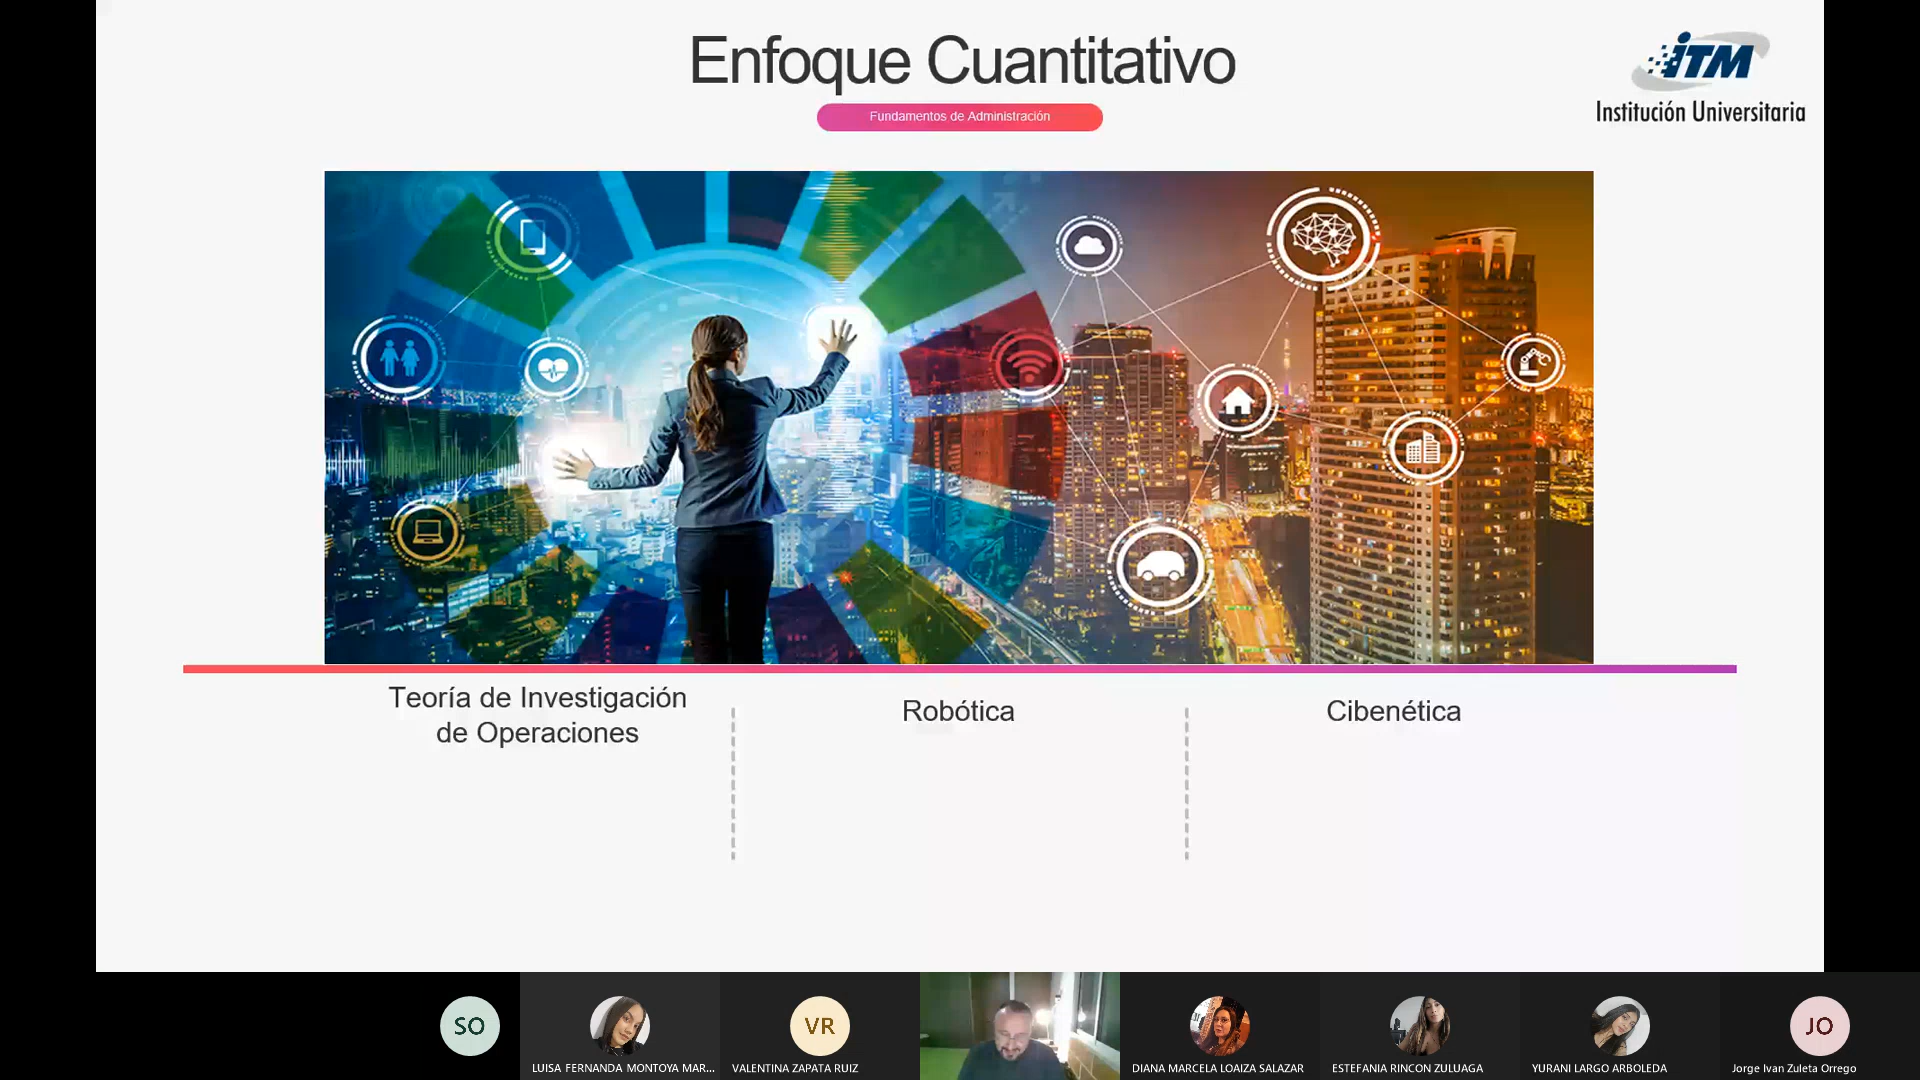 Enfoque Cuantitativo
Fundamentos de Administración
iTM
Institución Universitaria
Teoría de Investigación
de Operaciones
Robótica
Cibenética
SO
VR
JO
LUISA FERNANDA MONTOYA MAR...
VALENTINA ZAPATA RUIZ
DIANA MARCELA LOAIZA SALAZAR
ESTEFANIA RINCON ZULUAGA
YURANI LARGO ARBOLEDA
Jorge Ivan Zuleta Orrego